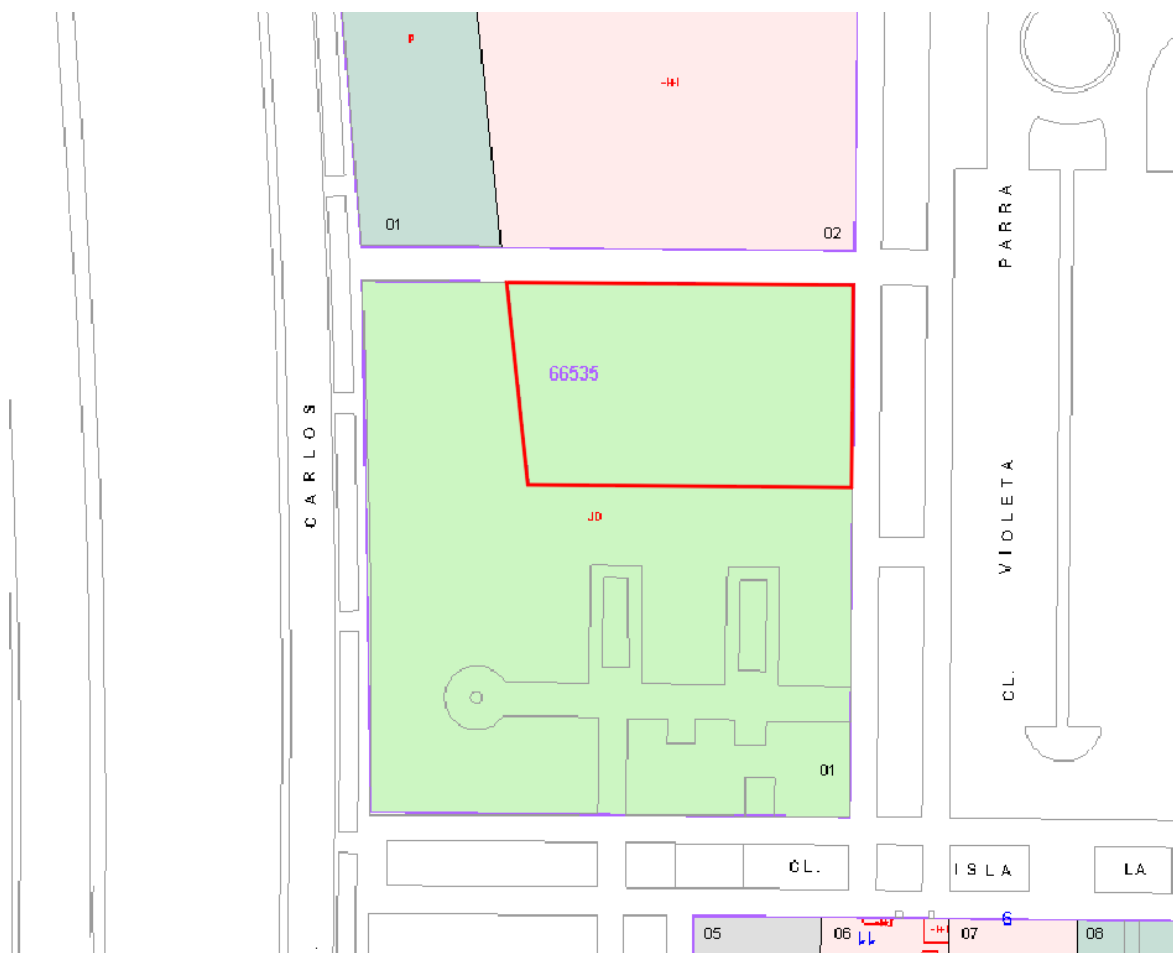 P
-I+I
01
02
PARRA
66535
CARLOS
VIOLETA
JD
CL.
01
CL.
ISLA
LA
6
05
06
-I+I
07
08